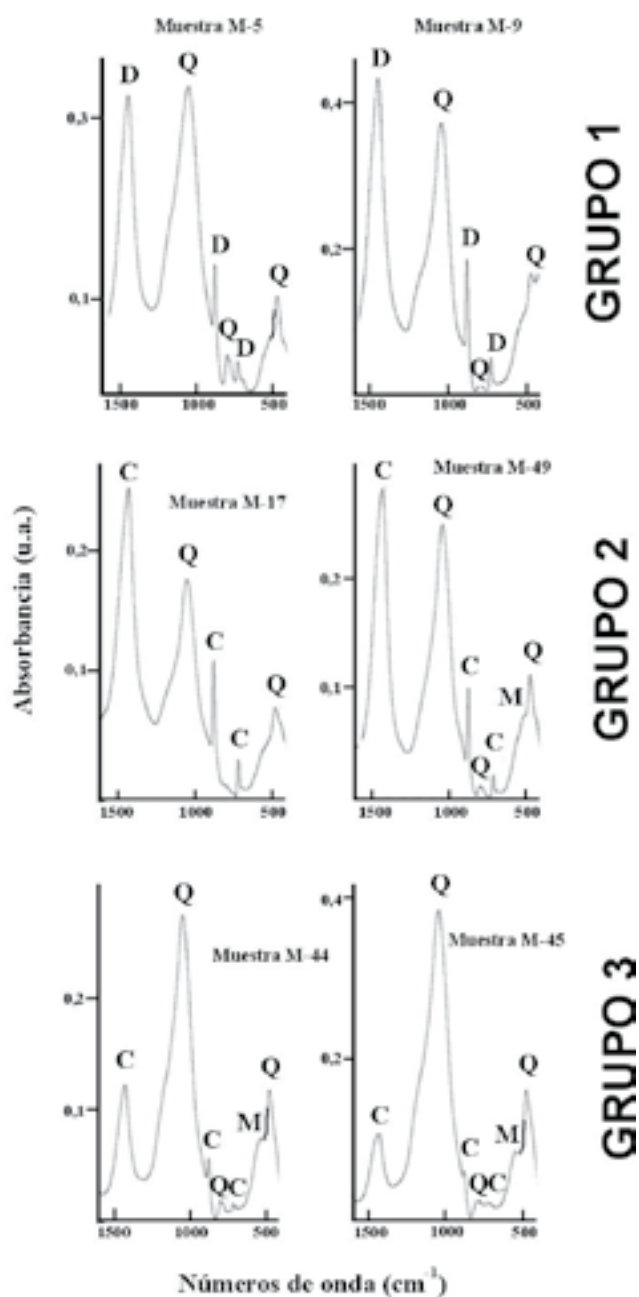 Muestra M-5
Muestra M-9
D
Q
D
Q
0,3
0,1
D
Q
D
Q
0,4
0,2
D
Q
D
Q
1500 1000 500
1500 1000 500
GRUPO 1
C
Muestra M-17
Q
0,2
0,1
C
C
Q
1500 1000 500
C
Muestra M-49
Q
0,2
0,1
C
M
Q
Q
C
1500 1000 500
GRUPO 2
Absorbancia (u.a.)
Q
Muestra M-44
0,2
0,1
C
C
Q
C
M
Q
1500 1000 500
Q
Muestra M-45
0,4
0,2
C
C
Q
C
M
Q
1500 1000 500
GRUPO 3
Números de onda (cm⁻¹)